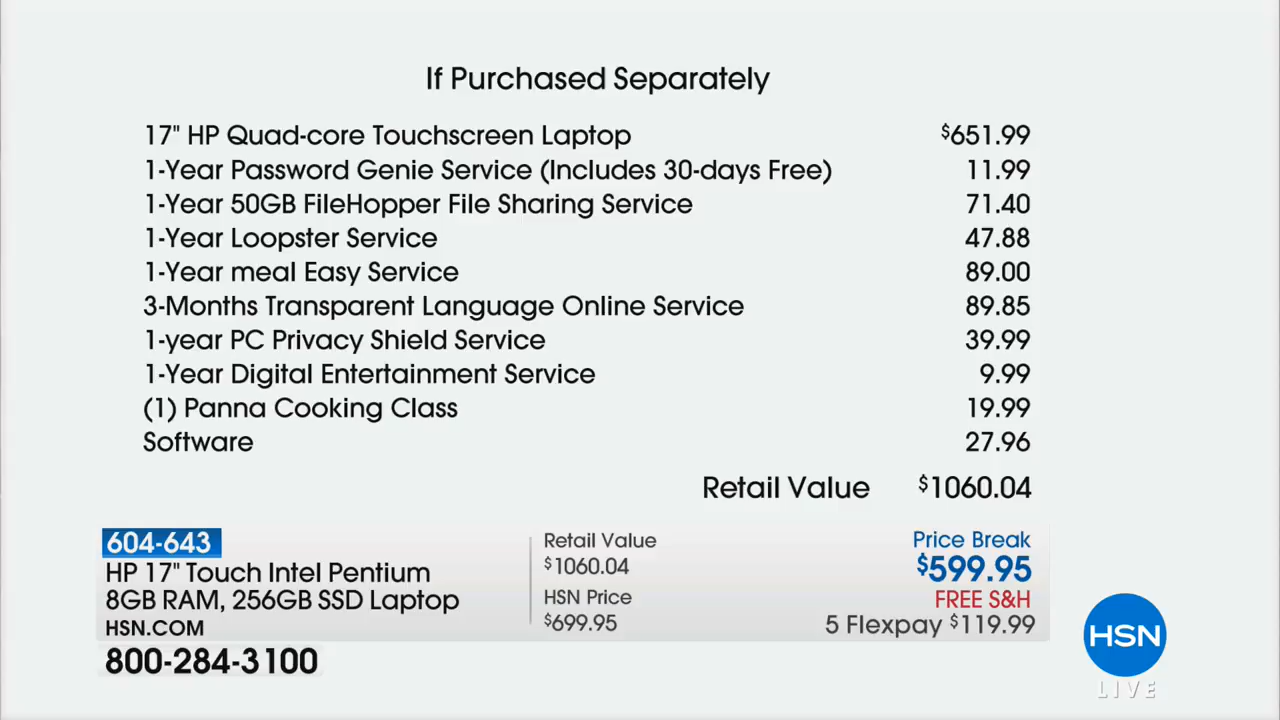 If Purchased Separately
17" HP Quad-core Touchscreen Laptop $651.99
1-Year Password Genie Service (Includes 30-days Free) 11.99
1-Year 50GB FileHopper File Sharing Service 71.40
1-Year Loopster Service 47.88
1-Year meal Easy Service 89.00
3-Months Transparent Language Online Service 89.85
1-year PC Privacy Shield Service 39.99
1-Year Digital Entertainment Service 9.99
(1) Panna Cooking Class 19.99
Software 27.96
Retail Value $1060.04
604-643
HP 17" Touch Intel Pentium
8GB RAM, 256GB SSD Laptop
HSN.COM
800-284-3100
Retail Value
$1060.04
HSN Price
$699.95
Price Break
$599.95
FREE S&H
5 Flexpay $119.99
HSN
LIVE